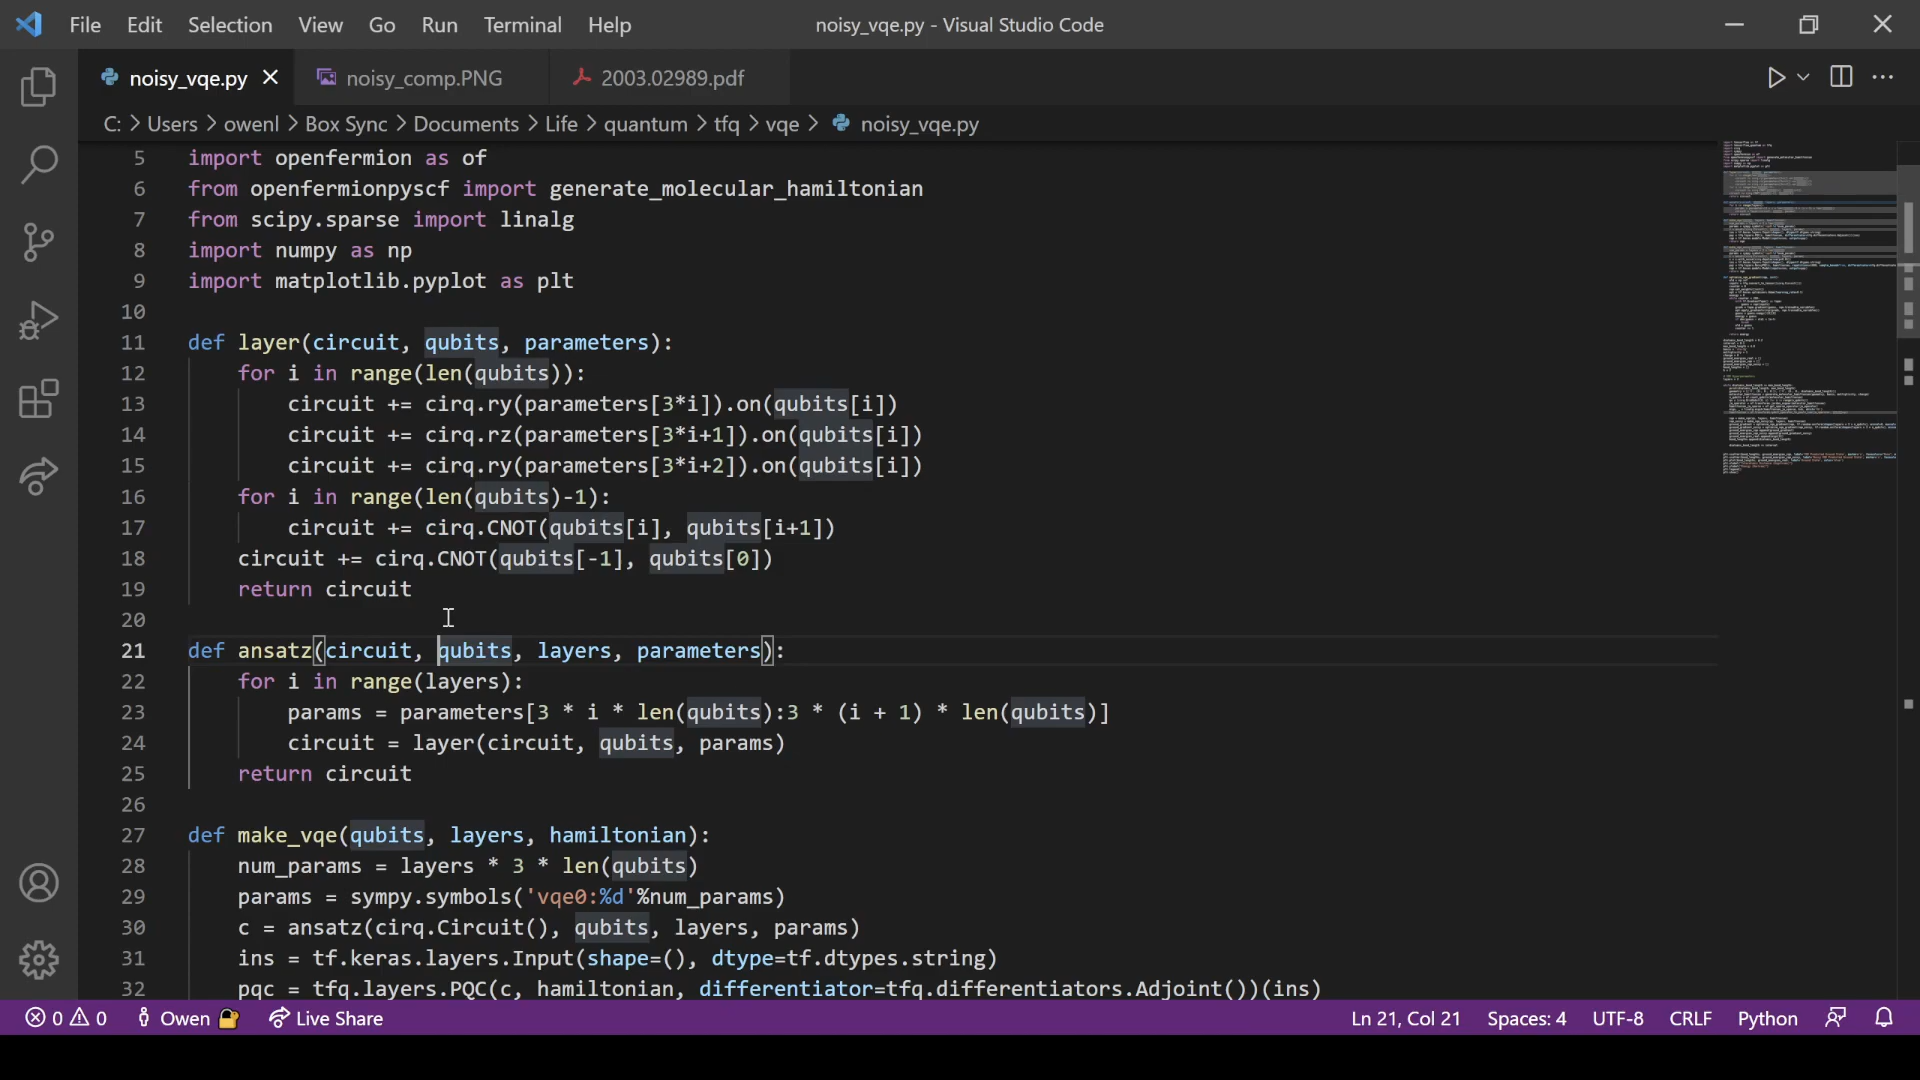 File Edit Selection View Go Run Terminal Help noisy_vqe.py - Visual Studio Code
noisy_vqe.py noisy_comp.PNG 2003.02989.pdf
C: > Users > owenl > Box Sync > Documents > Life > quantum > tfq > vqe > noisy_vqe.py
5 import openfermion as of
6 from openfermionpyscf import generate_molecular_hamiltonian
7 from scipy.sparse import linalg
8 import numpy as np
9 import matplotlib.pyplot as plt
10
11 def layer(circuit, qubits, parameters):
12     for i in range(len(qubits)):
13         circuit += cirq.ry(parameters[3*i]).on(qubits[i])
14         circuit += cirq.rz(parameters[3*i+1]).on(qubits[i])
15         circuit += cirq.ry(parameters[3*i+2]).on(qubits[i])
16     for i in range(len(qubits)-1):
17         circuit += cirq.CNOT(qubits[i], qubits[i+1])
18     circuit += cirq.CNOT(qubits[-1], qubits[0])
19     return circuit
20
21 def ansatz(circuit, qubits, layers, parameters):
22     for i in range(layers):
23         params = parameters[3 * i * len(qubits):3 * (i + 1) * len(qubits)]
24         circuit = layer(circuit, qubits, params)
25     return circuit
26
27 def make_vqe(qubits, layers, hamiltonian):
28     num_params = layers * 3 * len(qubits)
29     params = sympy.symbols('vqe0:%d'%num_params)
30     c = ansatz(cirq.Circuit(), qubits, layers, params)
31     ins = tf.keras.layers.Input(shape=(), dtype=tf.dtypes.string)
32     pqc = tfq.layers.PQC(c, hamiltonian, differentiator=tfq.differentiators.Adjoint())(ins)
0 0 Owen Live Share Ln 21, Col 21 Spaces: 4 UTF-8 CRLF Python